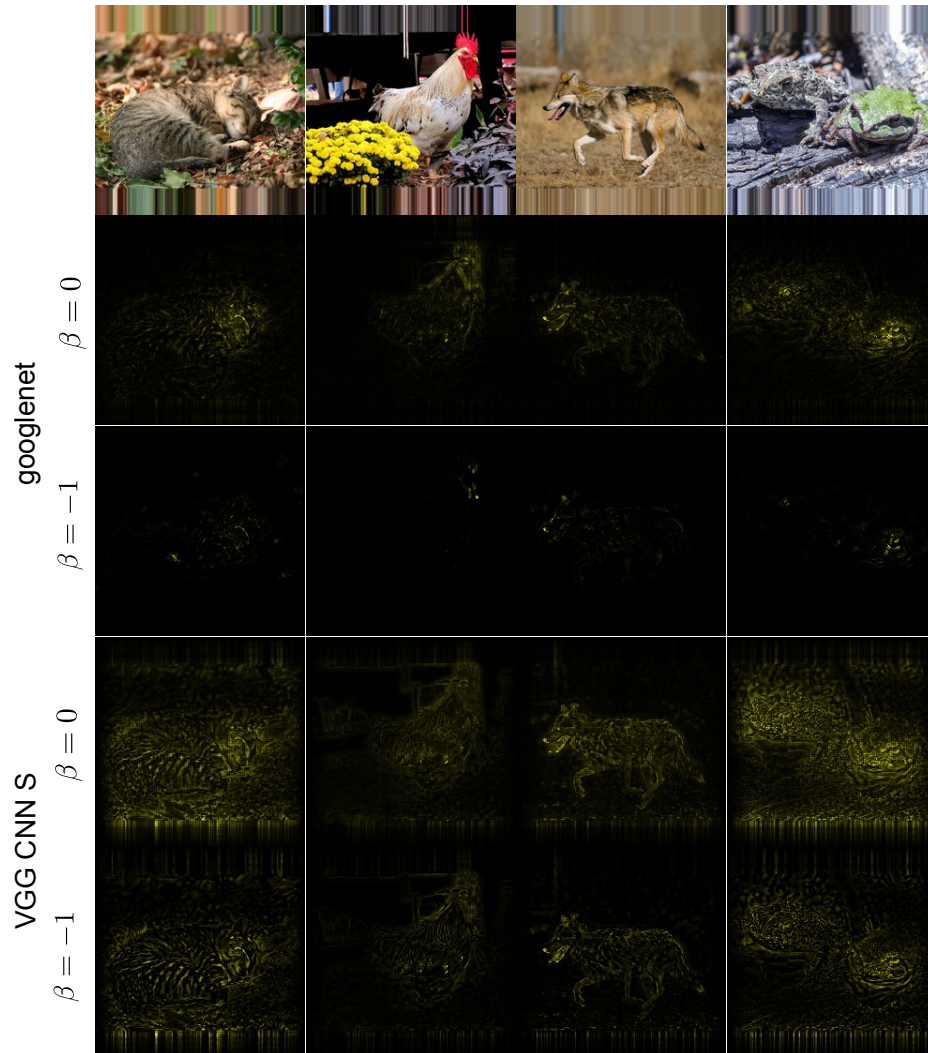 googlenet
β = 0
β = −1
VGG CNN S
β = 0
β = −1